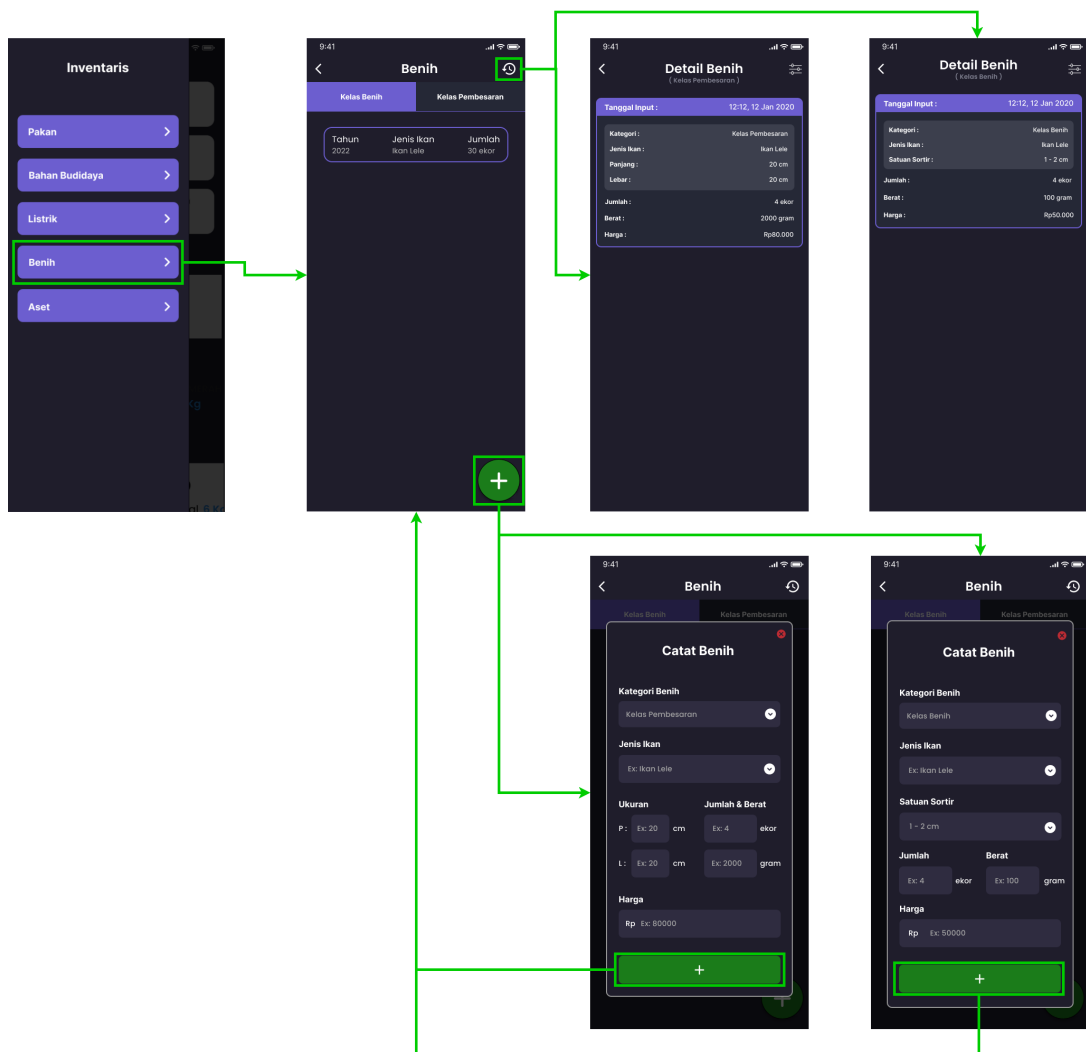 Inventaris
Pakan
Bahan Budidaya
Listrik
Benih
Aset
Kg
al 6 Kg
9:41
Benih
Kelas Benih Kelas Pembesaran
Tahun Jenis Ikan Jumlah
2022 Ikan Lele 30 ekor
+
9:41
Detail Benih
( Kelas Pembesaran )
Tanggal Input : 12:12, 12 Jan 2020
Kategori : Kelas Pembesaran
Jenis Ikan : Ikan Lele
Panjang : 20 cm
Lebar : 20 cm
Jumlah : 4 ekor
Berat : 2000 gram
Harga : Rp80.000
9:41
Detail Benih
( Kelas Benih )
Tanggal Input : 12:12, 12 Jan 2020
Kategori : Kelas Benih
Jenis Ikan : Ikan Lele
Satuan Sortir : 1 - 2 cm
Jumlah : 4 ekor
Berat : 100 gram
Harga : Rp50.000
9:41
Benih
Kelas Benih Kelas Pembesaran
Catat Benih
Kategori Benih
Kelas Pembesaran
Jenis Ikan
Ex: Ikan Lele
Ukuran Jumlah & Berat
P : Ex: 20 cm Ex: 4 ekor
L : Ex: 20 cm Ex: 2000 gram
Harga
Rp Ex: 80000
+
9:41
Benih
Kelas Benih Kelas Pembesaran
Catat Benih
Kategori Benih
Kelas Benih
Jenis Ikan
Ex: Ikan Lele
Satuan Sortir
1 - 2 cm
Jumlah Berat
Ex: 4 ekor Ex: 100 gram
Harga
Rp Ex: 50000
+